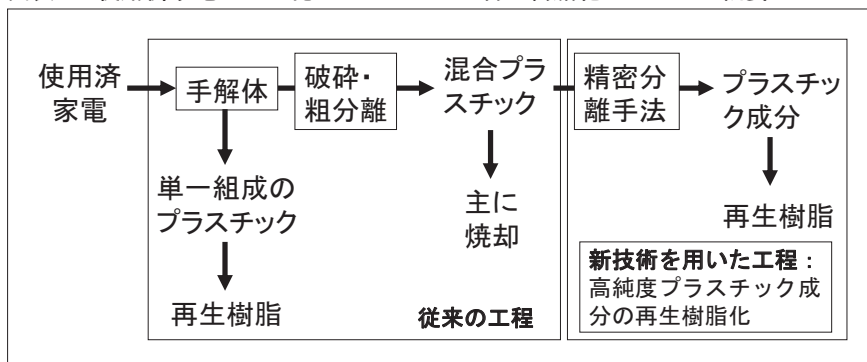 使用済
家電
手解体
破砕・
粗分離
混合プラ
スチック
精密分
離手法
プラスチッ
ク成分
単一組成の
プラスチック
主に
焼却
再生樹脂
再生樹脂
従来の工程
新技術を用いた工程：
高純度プラスチック成
分の再生樹脂化